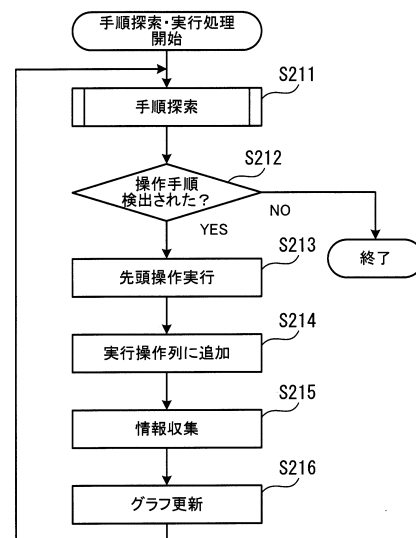 手順探索・実行処理
開始
S211
手順探索
S212
操作手順
検出された?
NO
YES
S213
終了
先頭操作実行
S214
実行操作列に追加
S215
情報収集
S216
グラフ更新